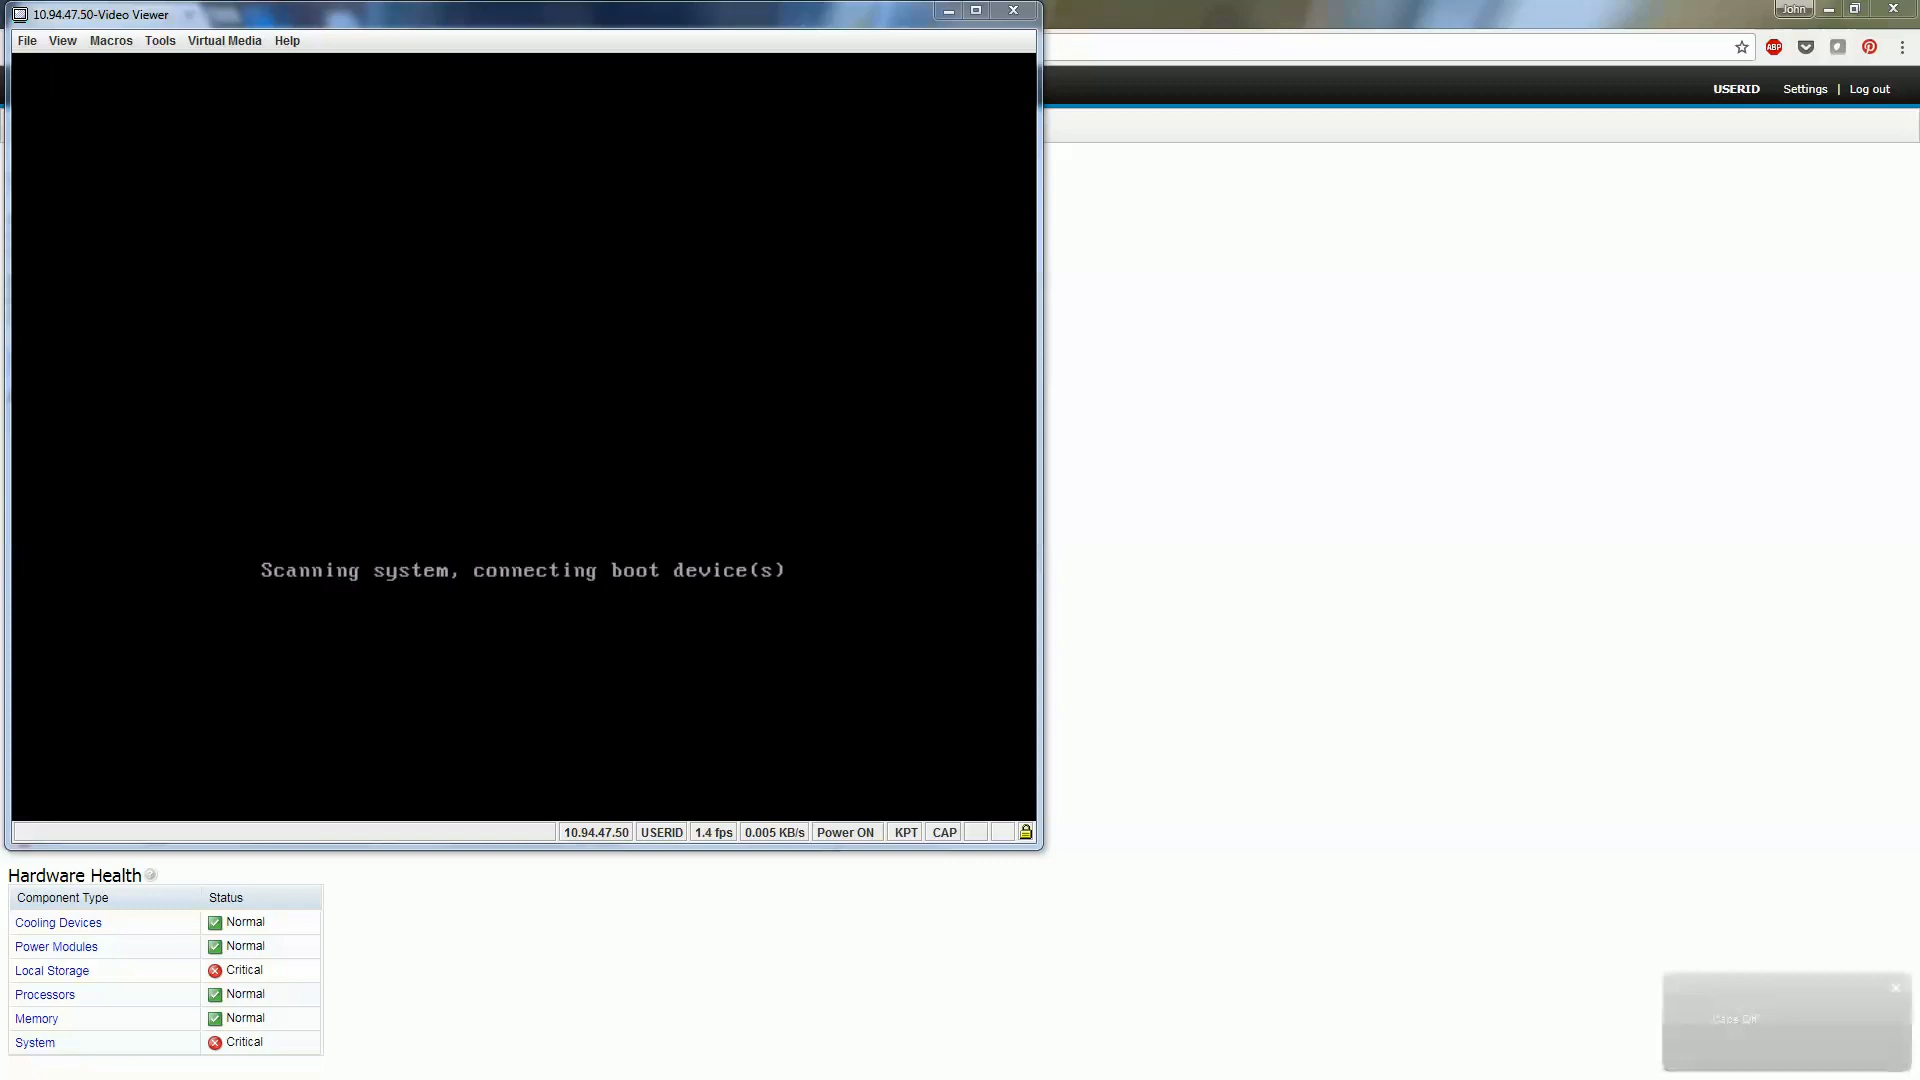 10.94.47.50-Video Viewer
John
File View Macros Tools Virtual Media Help
ABP
USERID Settings | Log out
Scanning system, connecting boot device(s)
10.94.47.50 USERID 1.4 fps 0.005 KB/s Power ON KPT CAP
Hardware Health
Component Type Status
Cooling Devices Normal
Power Modules Normal
Local Storage Critical
Processors Normal
Memory Normal
System Critical
Caps Off